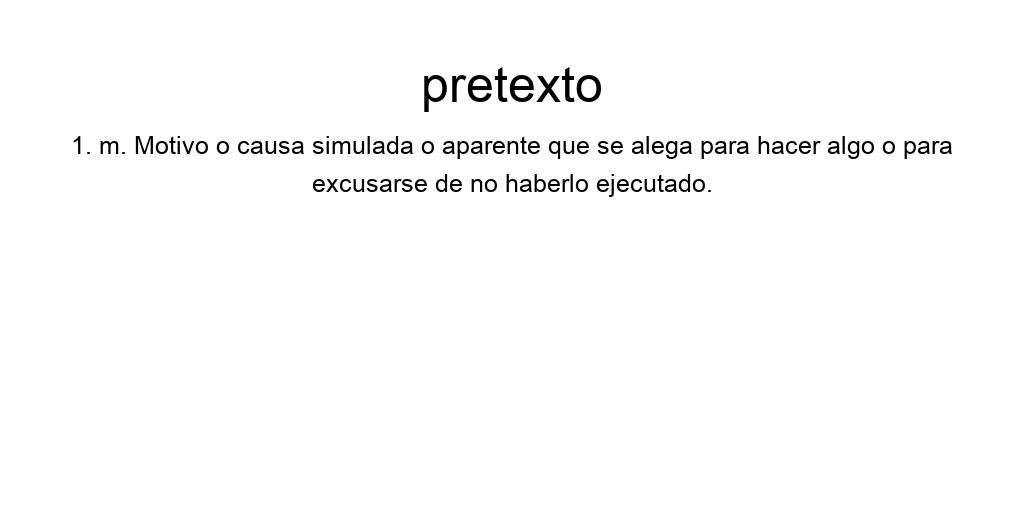 pretexto
1. m. Motivo o causa simulada o aparente que se alega para hacer algo o para
excusarse de no haberlo ejecutado.